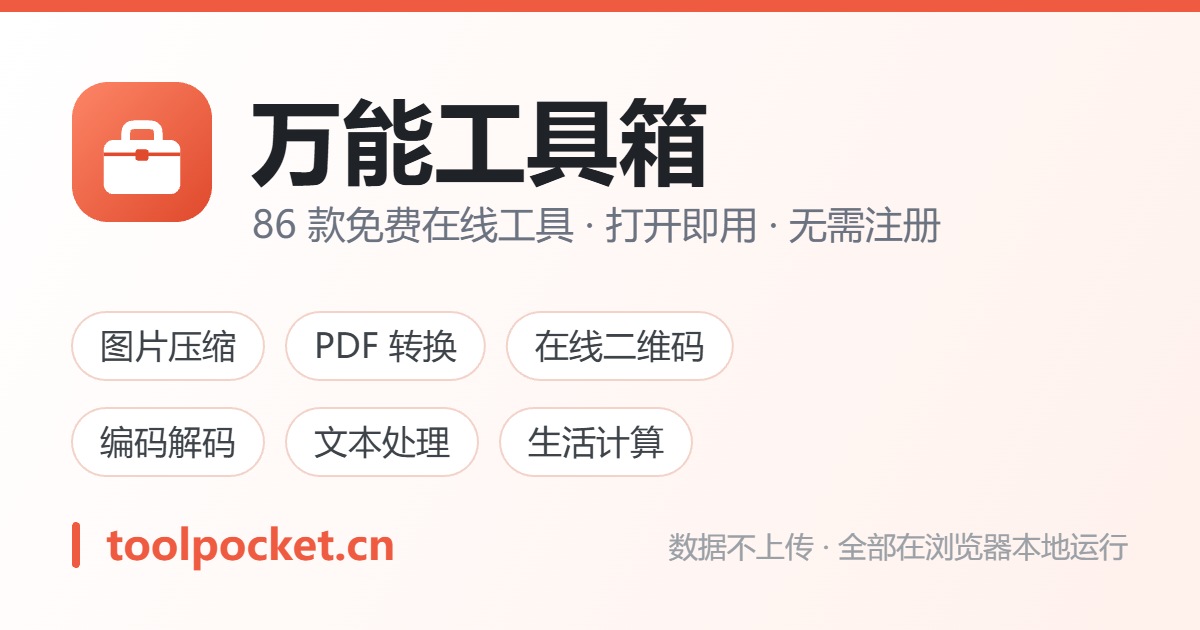 万能工具箱
86 款免费在线工具 · 打开即用 · 无需注册
图片压缩 PDF 转换 在线二维码
编码解码 文本处理 生活计算
toolpocket.cn 数据不上传 · 全部在浏览器本地运行